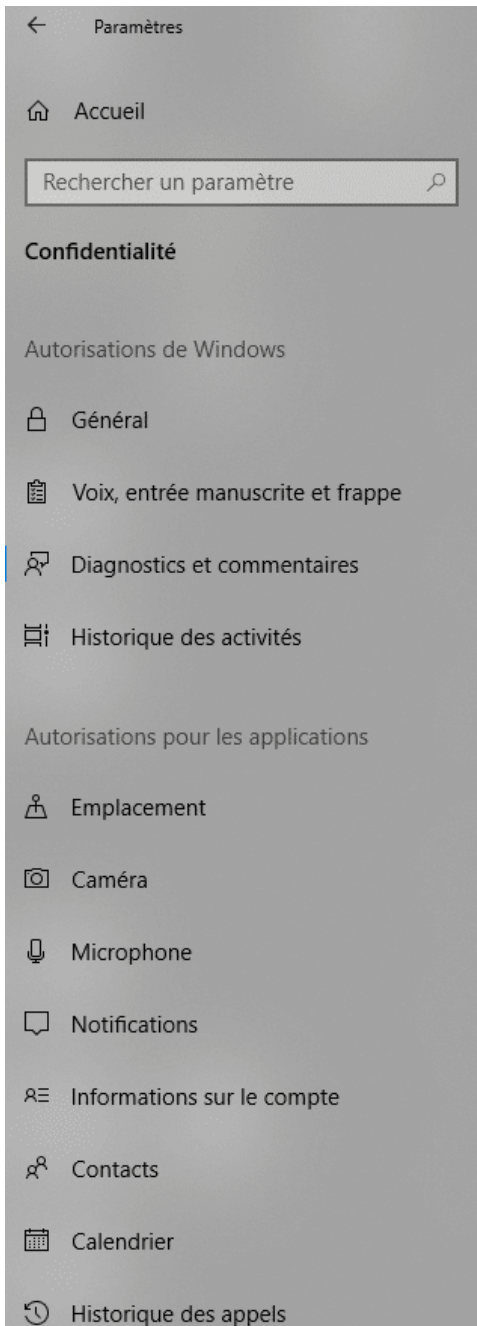 Paramètres
Accueil
Rechercher un paramètre
Confidentialité
Autorisations de Windows
Général
Voix, entrée manuscrite et frappe
Diagnostics et commentaires
Historique des activités
Autorisations pour les applications
Emplacement
Caméra
Microphone
Notifications
Informations sur le compte
Contacts
Calendrier
Historique des appels